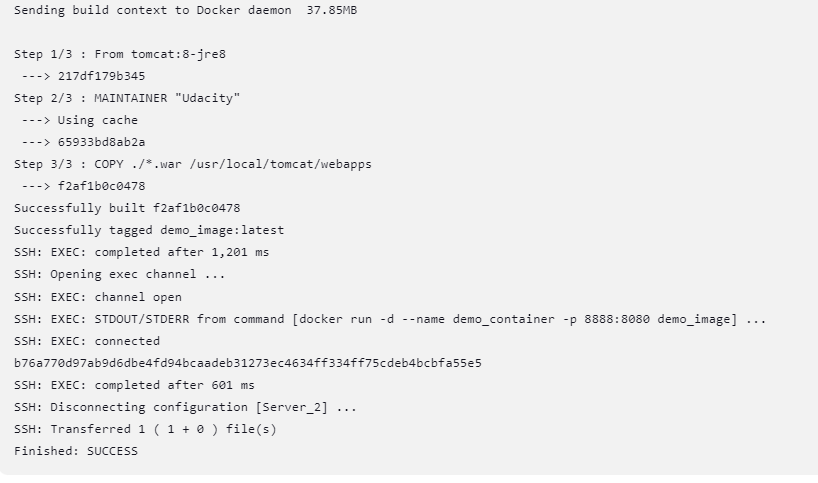 Sending build context to Docker daemon  37.85MB
Step 1/3 : From tomcat:8-jre8
 ---> 217df179b345
Step 2/3 : MAINTAINER "Udacity"
 ---> Using cache
 ---> 65933bd8ab2a
Step 3/3 : COPY ./*.war /usr/local/tomcat/webapps
 ---> f2af1b0c0478
Successfully built f2af1b0c0478
Successfully tagged demo_image:latest
SSH: EXEC: completed after 1,201 ms
SSH: Opening exec channel ...
SSH: EXEC: channel open
SSH: EXEC: STDOUT/STDERR from command [docker run -d --name demo_container -p 8888:8080 demo_image] ...
SSH: EXEC: connected
b76a770d97ab9d6dbe4fd94bcaadeb31273ec4634ff334ff75cdeb4bcbfa55e5
SSH: EXEC: completed after 601 ms
SSH: Disconnecting configuration [Server_2] ...
SSH: Transferred 1 ( 1 + 0 ) file(s)
Finished: SUCCESS